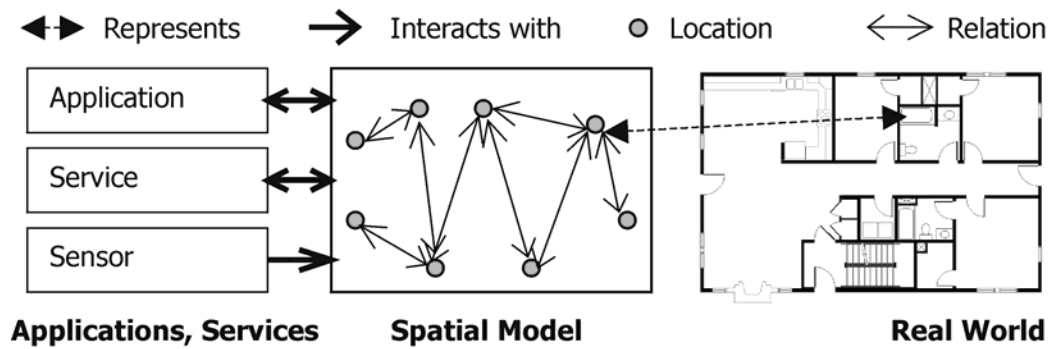 Represents Interacts with Location Relation
Application
Service
Sensor
Applications, Services Spatial Model Real World